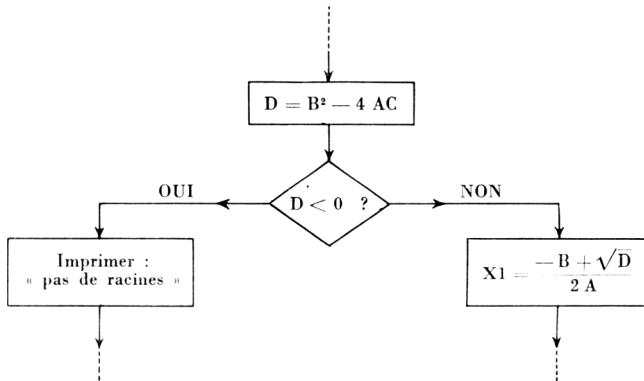 D = B² — 4 AC
OUI
D < 0 ?
NON
Imprimer :
« pas de racines »
X1 = —B + √D
2 A